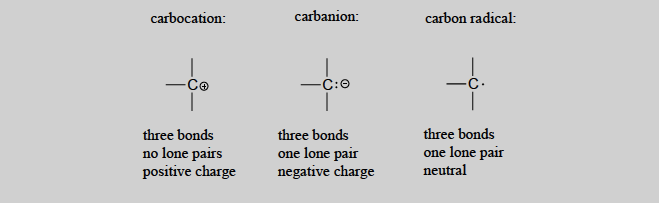 carbocation:
carbanion:
carbon radical:
C⊕
C:⊖
C·
three bonds
no lone pairs
positive charge
three bonds
one lone pair
negative charge
three bonds
one lone pair
neutral